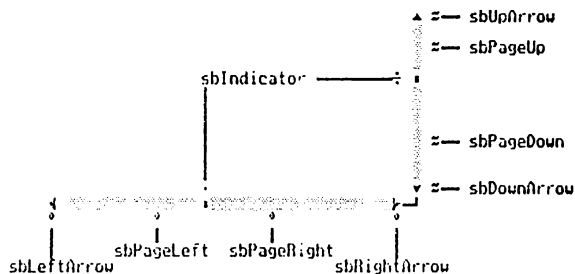 sbUpArrow
sbPageUp
sbIndicator
sbPageDown
sbDownArrow
sbPageLeft
sbPageRight
sbLeftArrow
sbRightArrow